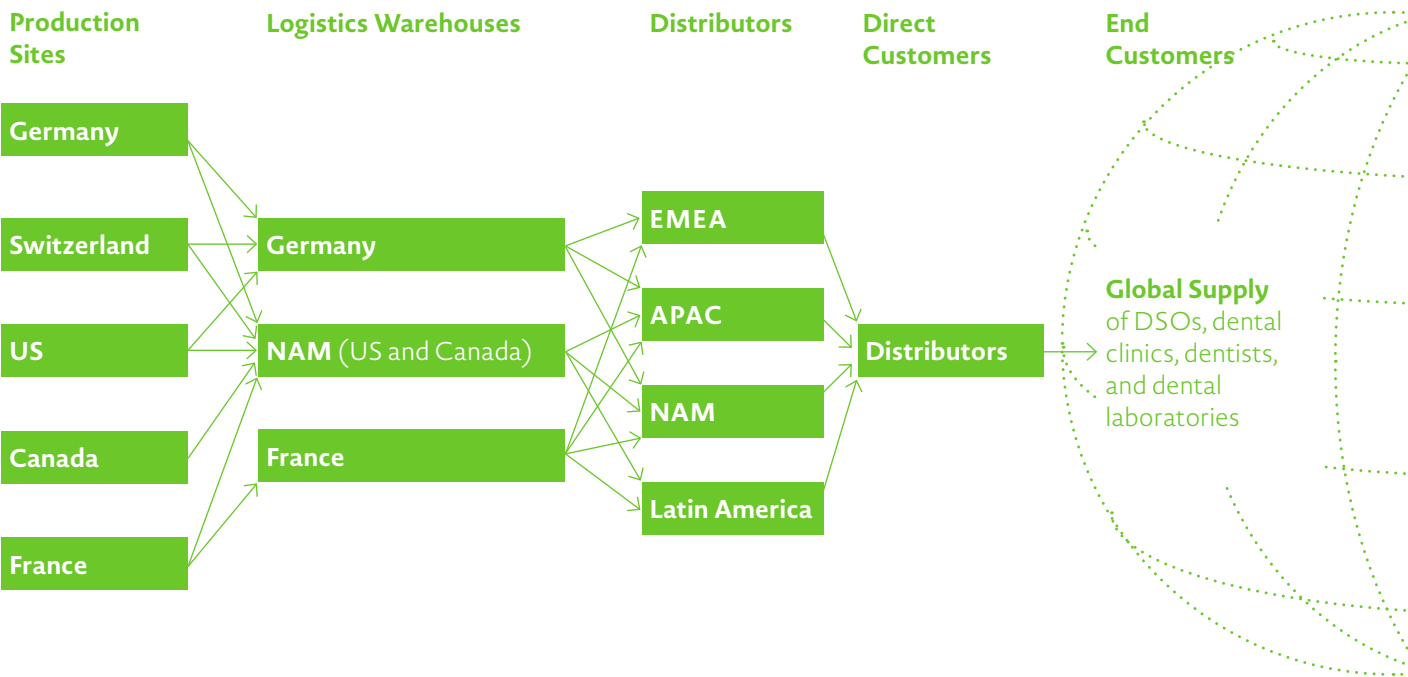 Production
Sites
Logistics Warehouses
Distributors
Direct
Customers
End
Customers
Germany
Switzerland
US
Canada
France
Germany
NAM (US and Canada)
France
EMEA
APAC
NAM
Latin America
Distributors
Global Supply
of DSOs, dental
clinics, dentists,
and dental
laboratories